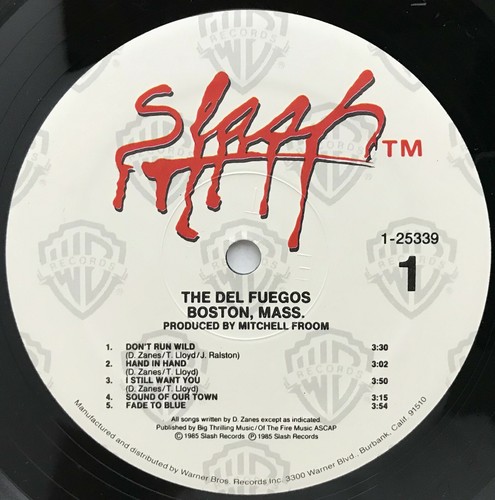 Slash TM
1-25339
1
THE DEL FUEGOS
BOSTON, MASS.
PRODUCED BY MITCHELL FROOM
1. DON'T RUN WILD 3:30
(D. Zanes/T. Lloyd/J. Ralston)
2. HAND IN HAND 3:02
(D. Zanes/T. Lloyd)
3. I STILL WANT YOU 3:50
(D. Zanes/T. Lloyd)
4. SOUND OF OUR TOWN 3:15
5. FADE TO BLUE 3:54
All songs written by D. Zanes except as indicated.
Published by Big Thrilling Music/Of The Fire Music ASCAP
© 1985 Slash Records ℗ 1985 Slash Records
Manufactured and distributed by Warner Bros. Records Inc. 3300 Warner Blvd., Burbank, Calif. 91510
WB RECORDS